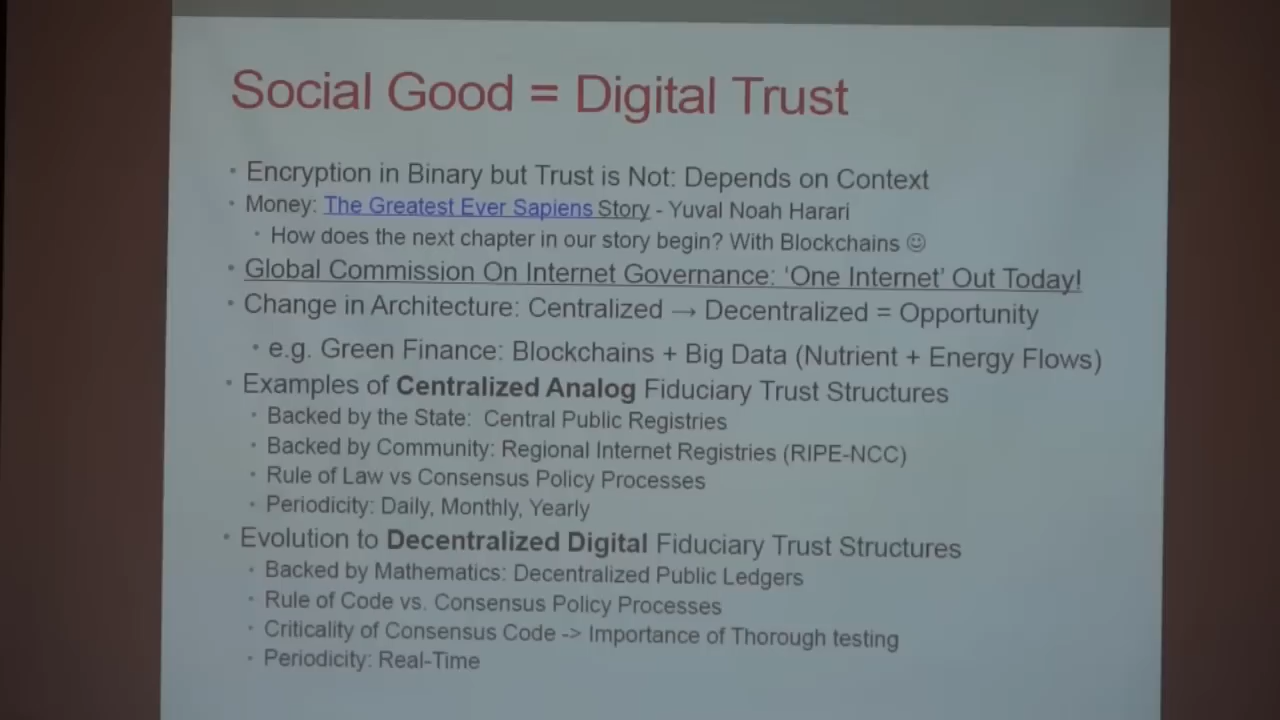 Social Good = Digital Trust
• Encryption in Binary but Trust is Not: Depends on Context
• Money: The Greatest Ever Sapiens Story - Yuval Noah Harari
• How does the next chapter in our story begin? With Blockchains ☺
• Global Commission On Internet Governance: 'One Internet' Out Today!
• Change in Architecture: Centralized → Decentralized = Opportunity
• e.g. Green Finance: Blockchains + Big Data (Nutrient + Energy Flows)
• Examples of Centralized Analog Fiduciary Trust Structures
• Backed by the State: Central Public Registries
• Backed by Community: Regional Internet Registries (RIPE-NCC)
• Rule of Law vs Consensus Policy Processes
• Periodicity: Daily, Monthly, Yearly
• Evolution to Decentralized Digital Fiduciary Trust Structures
• Backed by Mathematics: Decentralized Public Ledgers
• Rule of Code vs. Consensus Policy Processes
• Criticality of Consensus Code -> Importance of Thorough testing
• Periodicity: Real-Time